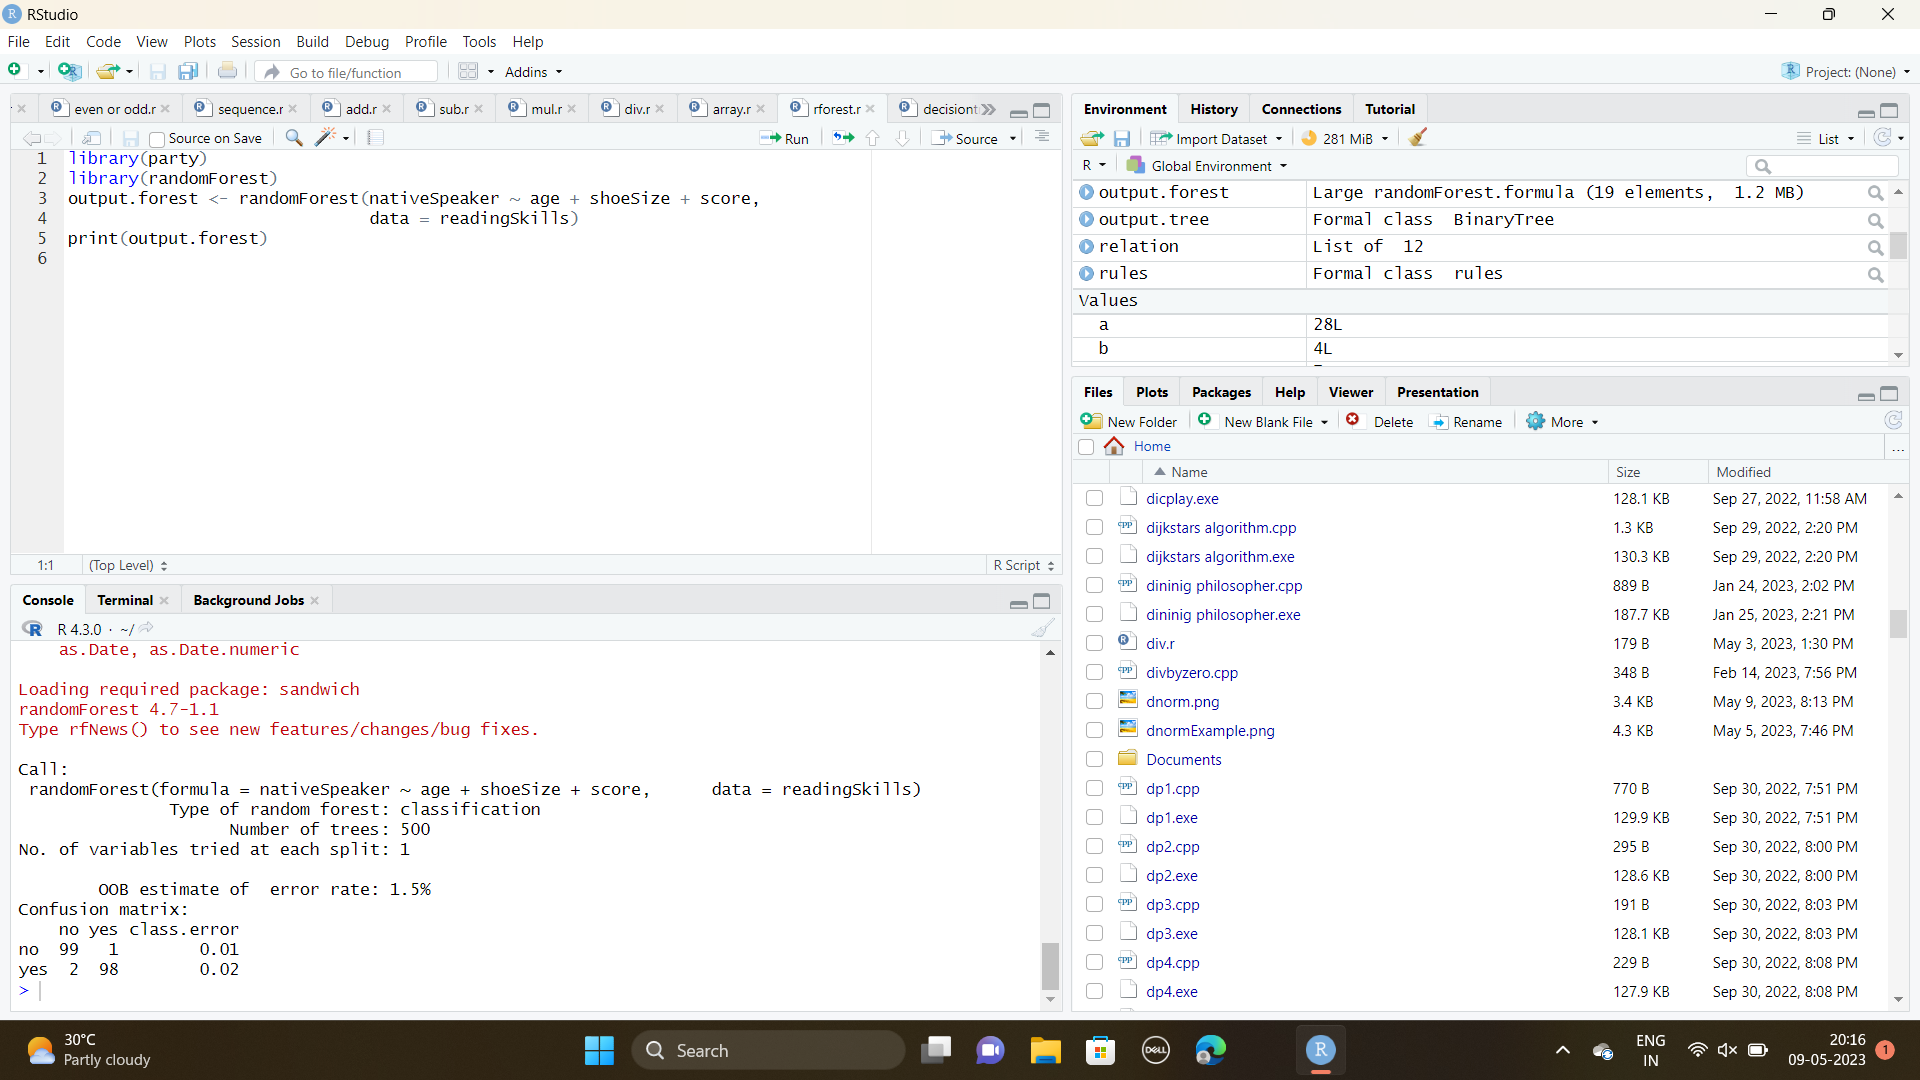 RStudio
File Edit Code View Plots Session Build Debug Profile Tools Help
Go to file/function Addins Project: (None)
even or odd.r sequence.r add.r sub.r mul.r div.r array.r rforest.r decisiont
Source on Save Run Source
1 library(party)
2 library(randomForest)
3 output.forest <- randomForest(nativeSpeaker ~ age + shoeSize + score,
4 data = readingSkills)
5 print(output.forest)
6
1:1 (Top Level) R Script
Console Terminal Background Jobs
R 4.3.0 · ~/
as.Date, as.Date.numeric
Loading required package: sandwich
randomForest 4.7-1.1
Type rfNews() to see new features/changes/bug fixes.
Call:
randomForest(formula = nativeSpeaker ~ age + shoeSize + score, data = readingSkills)
Type of random forest: classification
Number of trees: 500
No. of variables tried at each split: 1
OOB estimate of error rate: 1.5%
Confusion matrix:
no yes class.error
no 99 1 0.01
yes 2 98 0.02
>
Environment History Connections Tutorial
Import Dataset 281 MiB List
R Global Environment
output.forest Large randomForest.formula (19 elements, 1.2 MB)
output.tree Formal class BinaryTree
relation List of 12
rules Formal class rules
Values
a 28L
b 4L
Files Plots Packages Help Viewer Presentation
New Folder New Blank File Delete Rename More
Home ...
Name Size Modified
dicplay.exe 128.1 KB Sep 27, 2022, 11:58 AM
dijkstars algorithm.cpp 1.3 KB Sep 29, 2022, 2:20 PM
dijkstars algorithm.exe 130.3 KB Sep 29, 2022, 2:20 PM
dininig philosopher.cpp 889 B Jan 24, 2023, 2:02 PM
dininig philosopher.exe 187.7 KB Jan 25, 2023, 2:21 PM
div.r 179 B May 3, 2023, 1:30 PM
divbyzero.cpp 348 B Feb 14, 2023, 7:56 PM
dnorm.png 3.4 KB May 9, 2023, 8:13 PM
dnormExample.png 4.3 KB May 5, 2023, 7:46 PM
Documents
dp1.cpp 770 B Sep 30, 2022, 7:51 PM
dp1.exe 129.9 KB Sep 30, 2022, 7:51 PM
dp2.cpp 295 B Sep 30, 2022, 8:00 PM
dp2.exe 128.6 KB Sep 30, 2022, 8:00 PM
dp3.cpp 191 B Sep 30, 2022, 8:03 PM
dp3.exe 128.1 KB Sep 30, 2022, 8:03 PM
dp4.cpp 229 B Sep 30, 2022, 8:08 PM
dp4.exe 127.9 KB Sep 30, 2022, 8:08 PM
30°C
Partly cloudy
Search
DELL
R
ENG
IN
20:16
09-05-2023
1